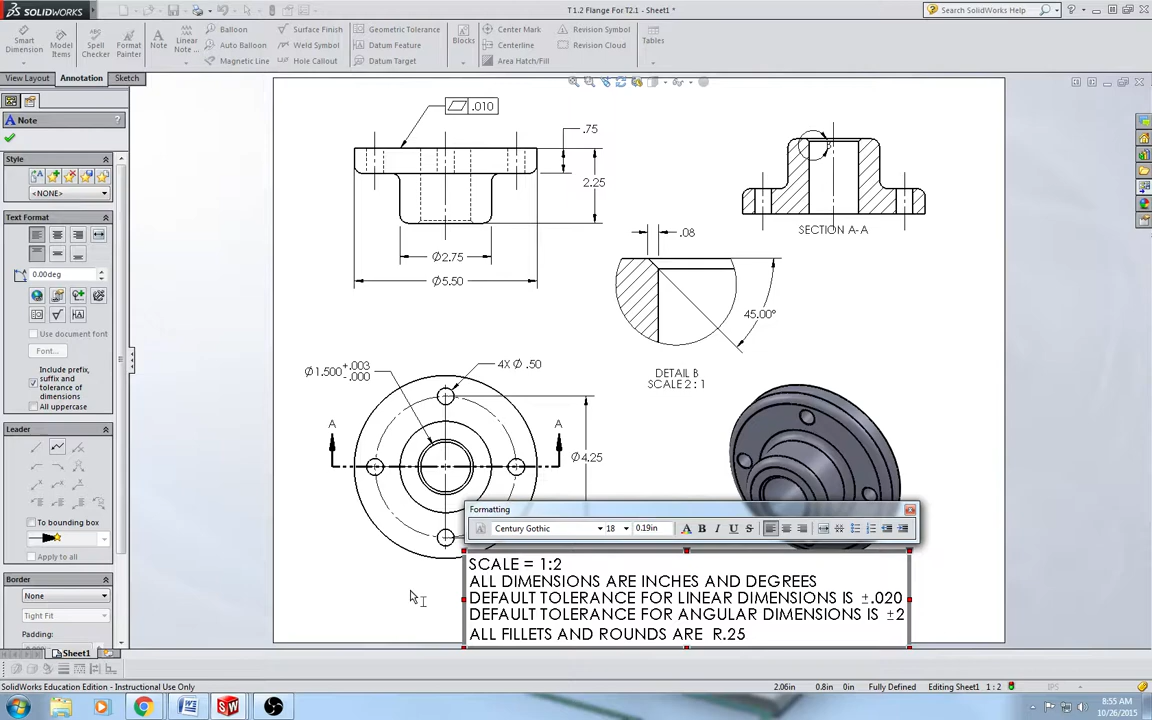 SOLIDWORKS
T 1.2 Flange For T2.1 - Sheet1 *
Search SolidWorks Help
Smart Dimension
Model Items
Spell Checker
Format Painter
Note
Linear Note ...
Balloon
Auto Balloon
Magnetic Line
Surface Finish
Weld Symbol
Hole Callout
Geometric Tolerance
Datum Feature
Datum Target
Blocks
Center Mark
Centerline
Area Hatch/Fill
Revision Symbol
Revision Cloud
Tables
View Layout
Annotation
Sketch
Note
?
Style
<NONE>
Text Format
0.00deg
Use document font
Font...
Include prefix, suffix and tolerance of dimensions
All uppercase
Leader
To bounding box
Apply to all
Border
None
Tight Fit
Padding:
.010
.75
2.25
Ø2.75
Ø5.50
SECTION A-A
.08
45.00°
DETAIL B
SCALE 2 : 1
Ø1.500 +.003 -.000
4X Ø .50
A
A
Ø4.25
Formatting
Century Gothic
18
0.19in
SCALE = 1:2
ALL DIMENSIONS ARE INCHES AND DEGREES
DEFAULT TOLERANCE FOR LINEAR DIMENSIONS IS ±.020
DEFAULT TOLERANCE FOR ANGULAR DIMENSIONS IS ±2
ALL FILLETS AND ROUNDS ARE R.25
Sheet1
SolidWorks Education Edition - Instructional Use Only
2.06in
0.8in
0in
Fully Defined
Editing Sheet1
1 : 2
IPS
8:55 AM
10/26/2015